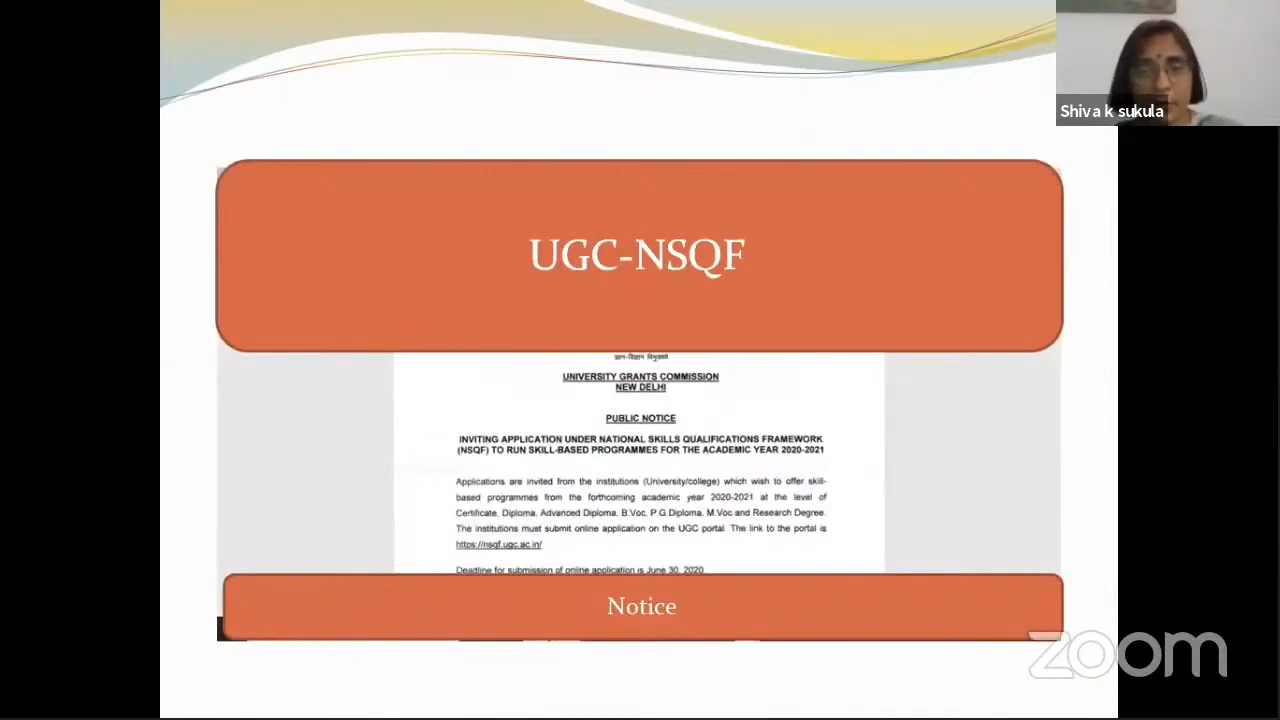 Shiva k sukula
UGC-NSQF
ज्ञान-विज्ञान विमुक्तये
UNIVERSITY GRANTS COMMISSION
NEW DELHI
PUBLIC NOTICE
INVITING APPLICATION UNDER NATIONAL SKILLS QUALIFICATIONS FRAMEWORK
(NSQF) TO RUN SKILL-BASED PROGRAMMES FOR THE ACADEMIC YEAR 2020-2021
Applications are invited from the institutions (University/college) which wish to offer skill-
based programmes from the forthcoming academic year 2020-2021 at the level of
Certificate, Diploma, Advanced Diploma, B.Voc, P.G.Diploma, M.Voc and Research Degree.
The institutions must submit online application on the UGC portal. The link to the portal is
https://nsqf.ugc.ac.in/
Deadline for submission of online application is June 30, 2020
Notice
zoom